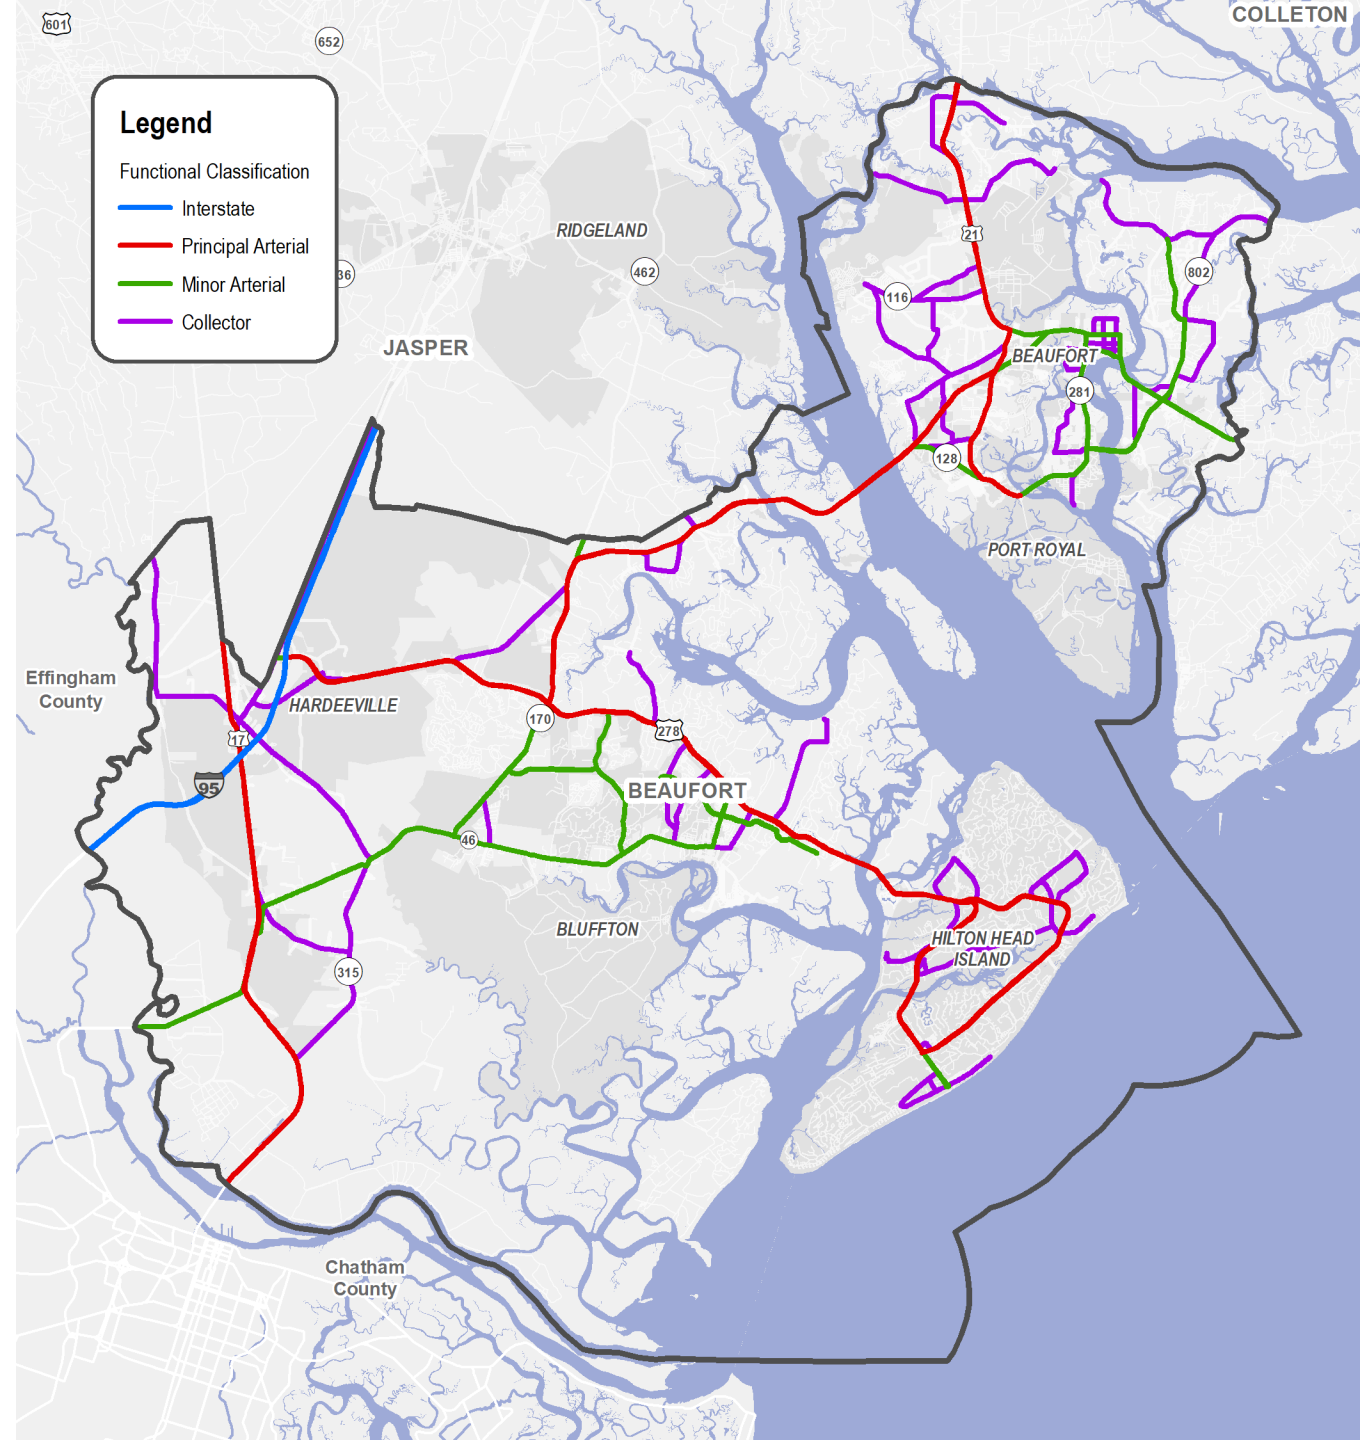 601
652
COLLETON
Legend
Functional Classification
Interstate
Principal Arterial
Minor Arterial
Collector
36
RIDGELAND
462
21
802
116
JASPER
BEAUFORT
281
128
PORT ROYAL
Effingham
County
HARDEEVILLE
170
278
17
95
BEAUFORT
46
BLUFFTON
HILTON HEAD
ISLAND
315
Chatham
County